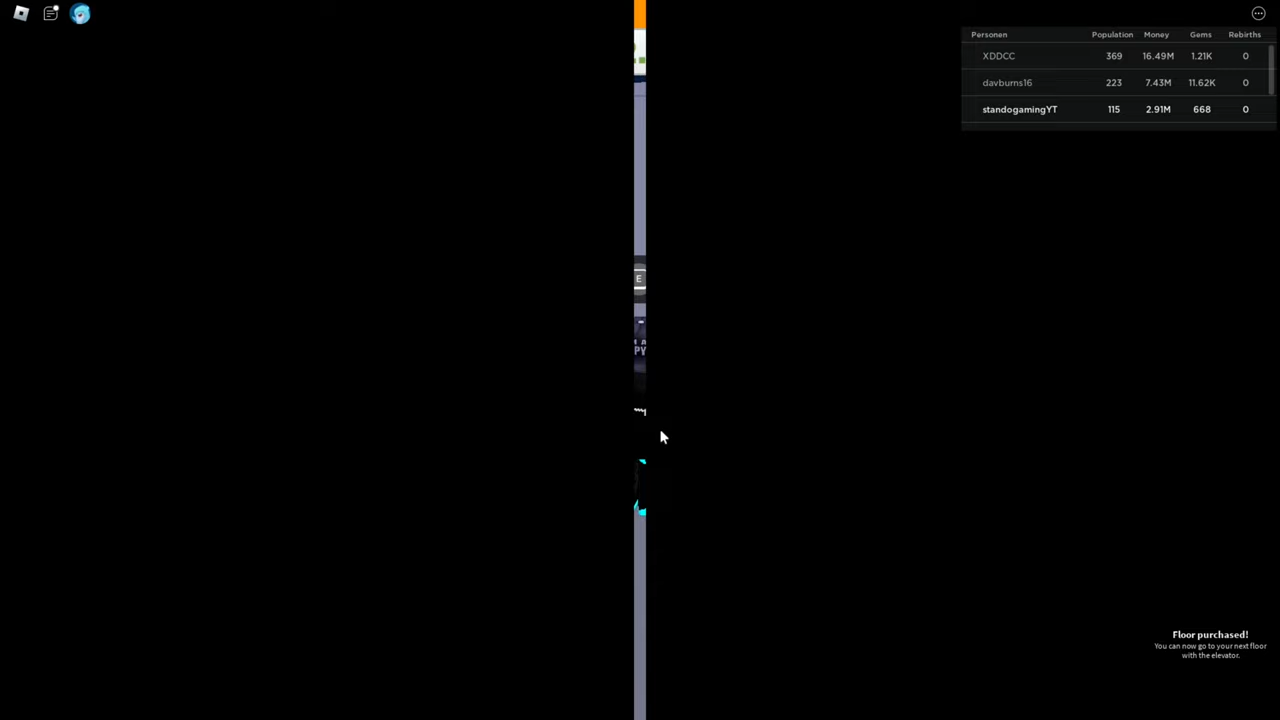 Personen Population Money Gems Rebirths
XDDCC 369 16.49M 1.21K 0
davburns16 223 7.43M 11.62K 0
standogamingYT 115 2.91M 668 0
E
Floor purchased!
You can now go to your next floor
with the elevator.